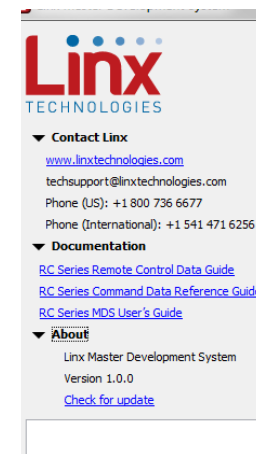 Linx
TECHNOLOGIES
Contact Linx
www.linxtechnologies.com
techsupport@linxtechnologies.com
Phone (US): +1 800 736 6677
Phone (International): +1 541 471 6256
Documentation
RC Series Remote Control Data Guide
RC Series Command Data Reference Guide
RC Series MDS User's Guide
About
Linx Master Development System
Version 1.0.0
Check for update